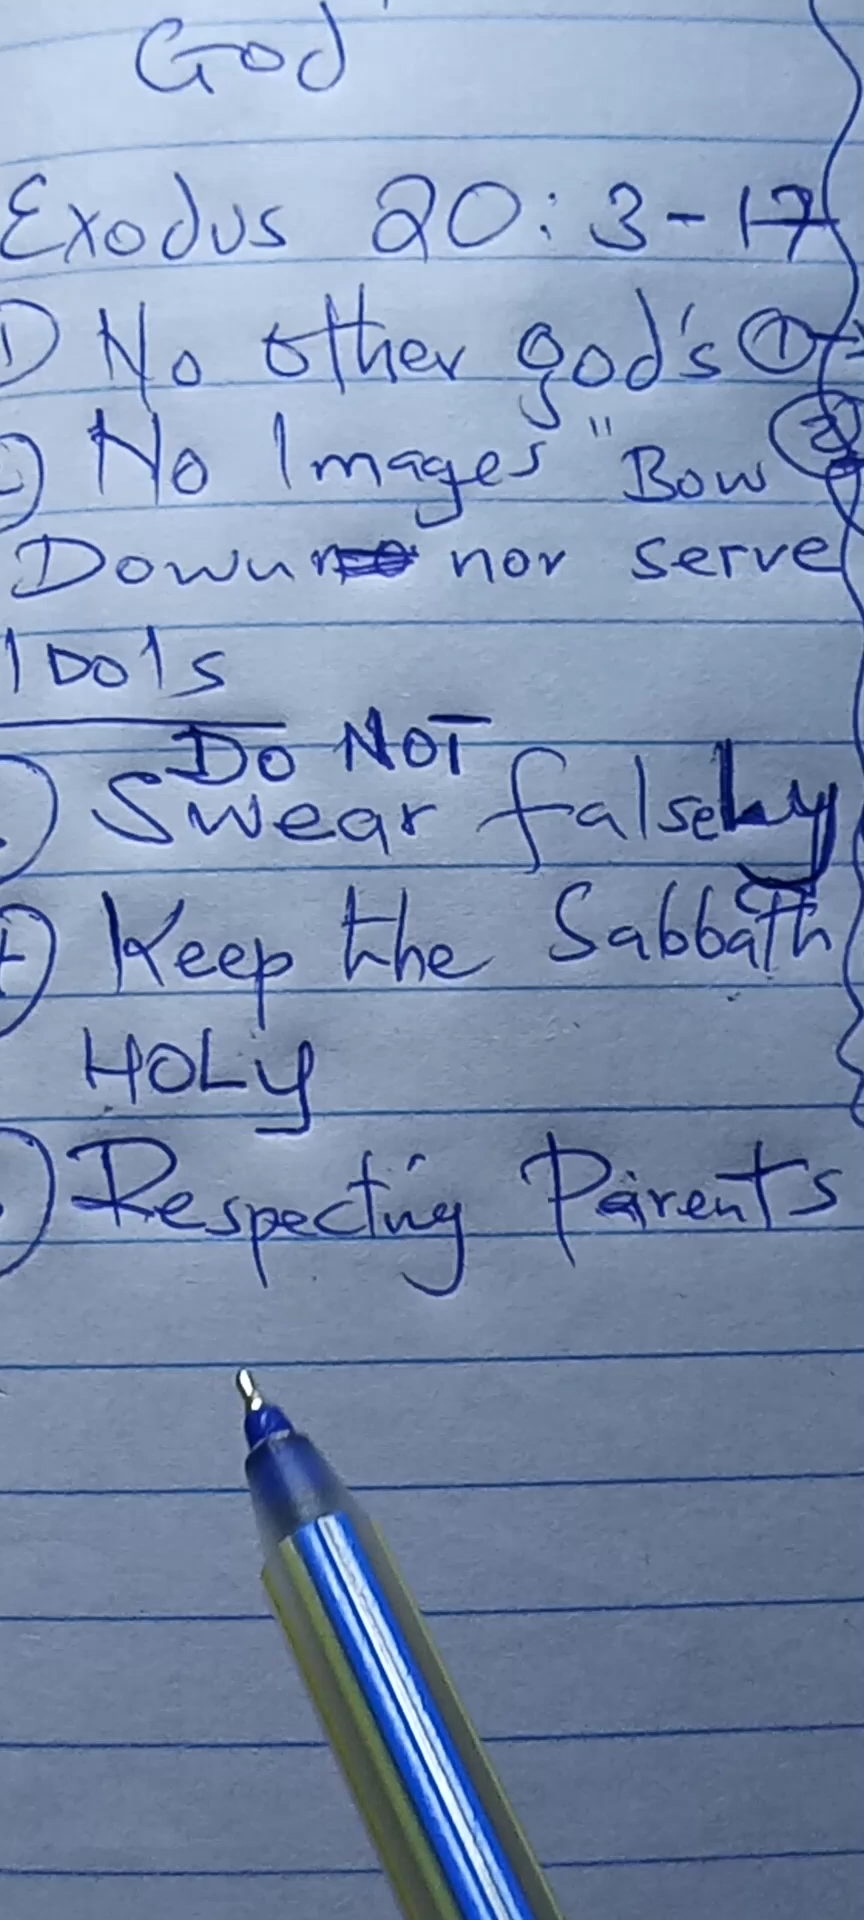 God
Exodus 20:3-17
1) No other god's ①
No Images "Bow ②
Down nor serve
Idols
Do NOT
Swear falsely
Keep the Sabbath
HOLy
Respecting Parents